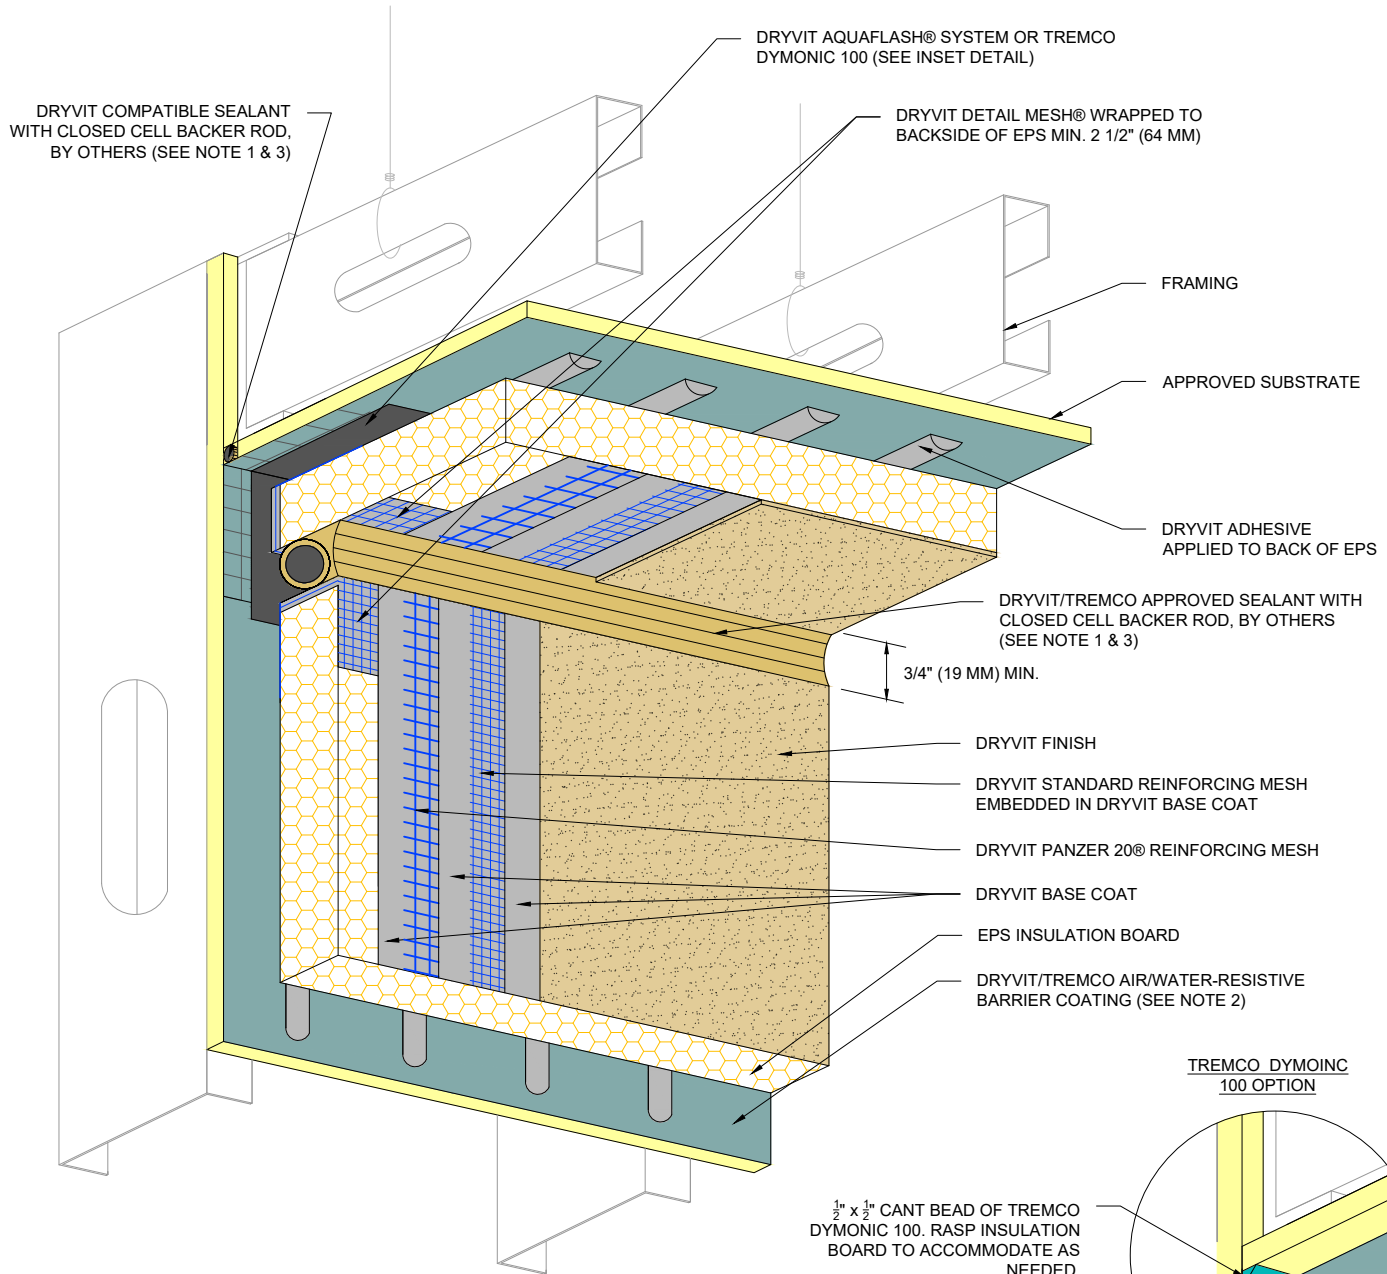 DRYVIT AQUAFLASH® SYSTEM OR TREMCO
DYMONIC 100 (SEE INSET DETAIL)
DRYVIT COMPATIBLE SEALANT
WITH CLOSED CELL BACKER ROD,
BY OTHERS (SEE NOTE 1 & 3)
DRYVIT DETAIL MESH® WRAPPED TO
BACKSIDE OF EPS MIN. 2 1/2" (64 MM)
FRAMING
APPROVED SUBSTRATE
DRYVIT ADHESIVE
APPLIED TO BACK OF EPS
DRYVIT/TREMCO APPROVED SEALANT WITH
CLOSED CELL BACKER ROD, BY OTHERS
(SEE NOTE 1 & 3)
3/4" (19 MM) MIN.
DRYVIT FINISH
DRYVIT STANDARD REINFORCING MESH
EMBEDDED IN DRYVIT BASE COAT
DRYVIT PANZER 20® REINFORCING MESH
DRYVIT BASE COAT
EPS INSULATION BOARD
DRYVIT/TREMCO AIR/WATER-RESISTIVE
BARRIER COATING (SEE NOTE 2)
TREMCO DYMOINC
100 OPTION
1/2" x 1/2" CANT BEAD OF TREMCO
DYMONIC 100. RASP INSULATION
BOARD TO ACCOMMODATE AS
NEEDED.